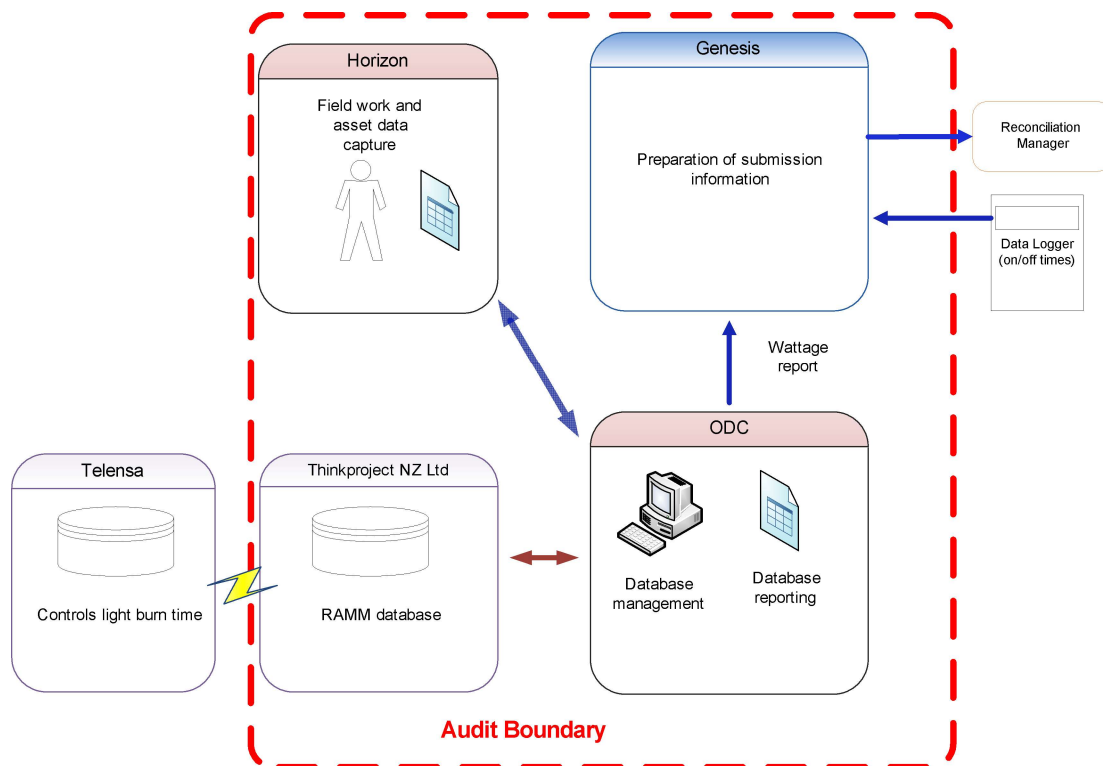 Horizon
Field work and
asset data
capture
Genesis
Preparation of submission
information
Reconciliation
Manager
Data Logger
(on/off times)
Wattage
report
Telensa
Controls light burn time
Thinkproject NZ Ltd
RAMM database
ODC
Database
management
Database
reporting
Audit Boundary